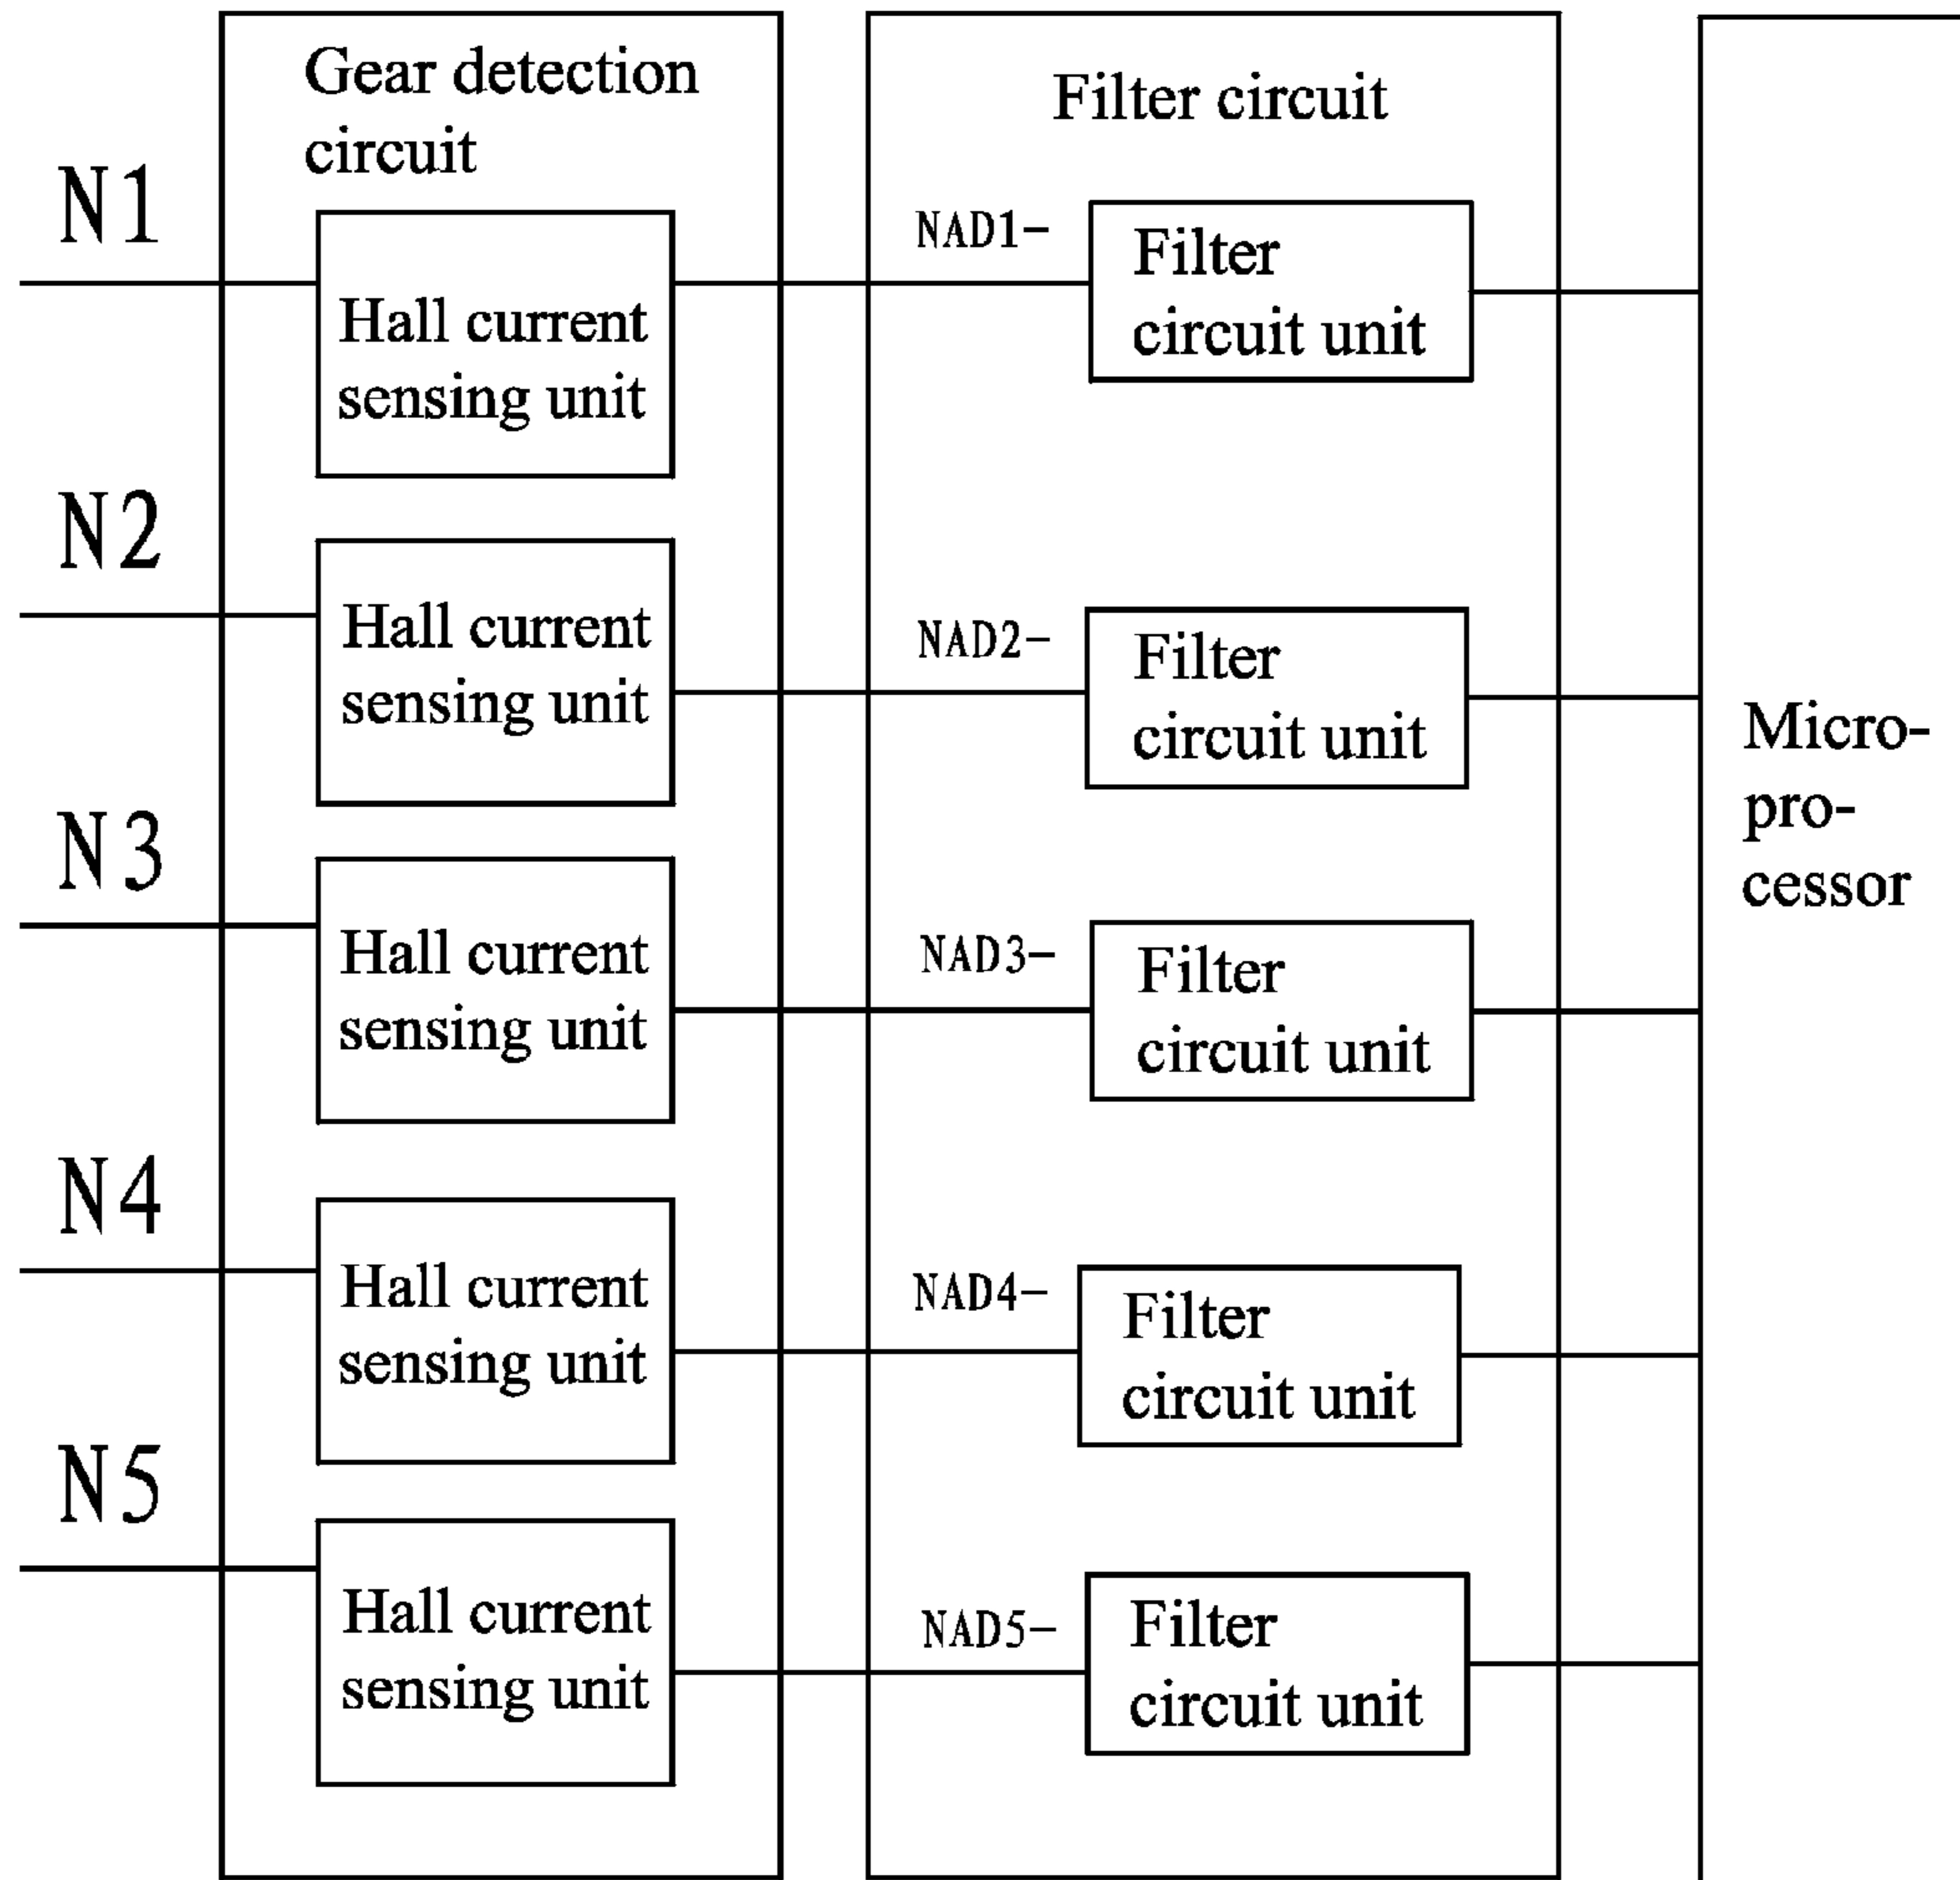 Gear detection
circuit
Filter circuit
N1
NAD1-
Hall current
sensing unit
Filter
circuit unit
N2
NAD2-
Hall current
sensing unit
Filter
circuit unit
Micro-
pro-
cessor
N3
NAD3-
Hall current
sensing unit
Filter
circuit unit
N4
NAD4-
Hall current
sensing unit
Filter
circuit unit
N5
NAD5-
Hall current
sensing unit
Filter
circuit unit